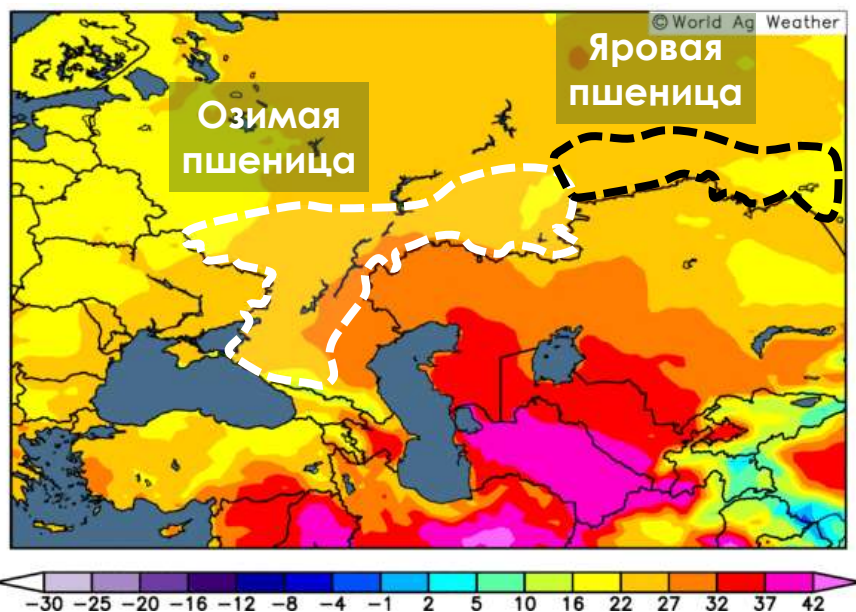 © World Ag Weather
Яровая
пшеница
Озимая
пшеница
-30 -25 -20 -16 -12 -8 -4 -1 2 5 10 16 22 27 32 37 42